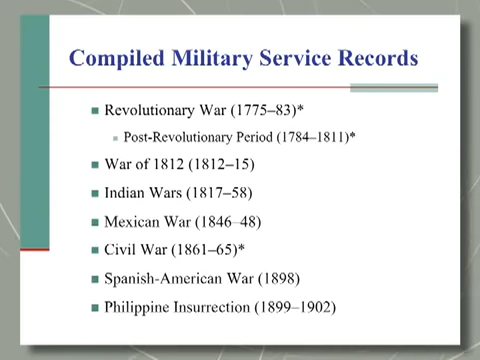 Compiled Military Service Records
Revolutionary War (1775–83)*
Post-Revolutionary Period (1784–1811)*
War of 1812 (1812–15)
Indian Wars (1817–58)
Mexican War (1846–48)
Civil War (1861–65)*
Spanish-American War (1898)
Philippine Insurrection (1899–1902)